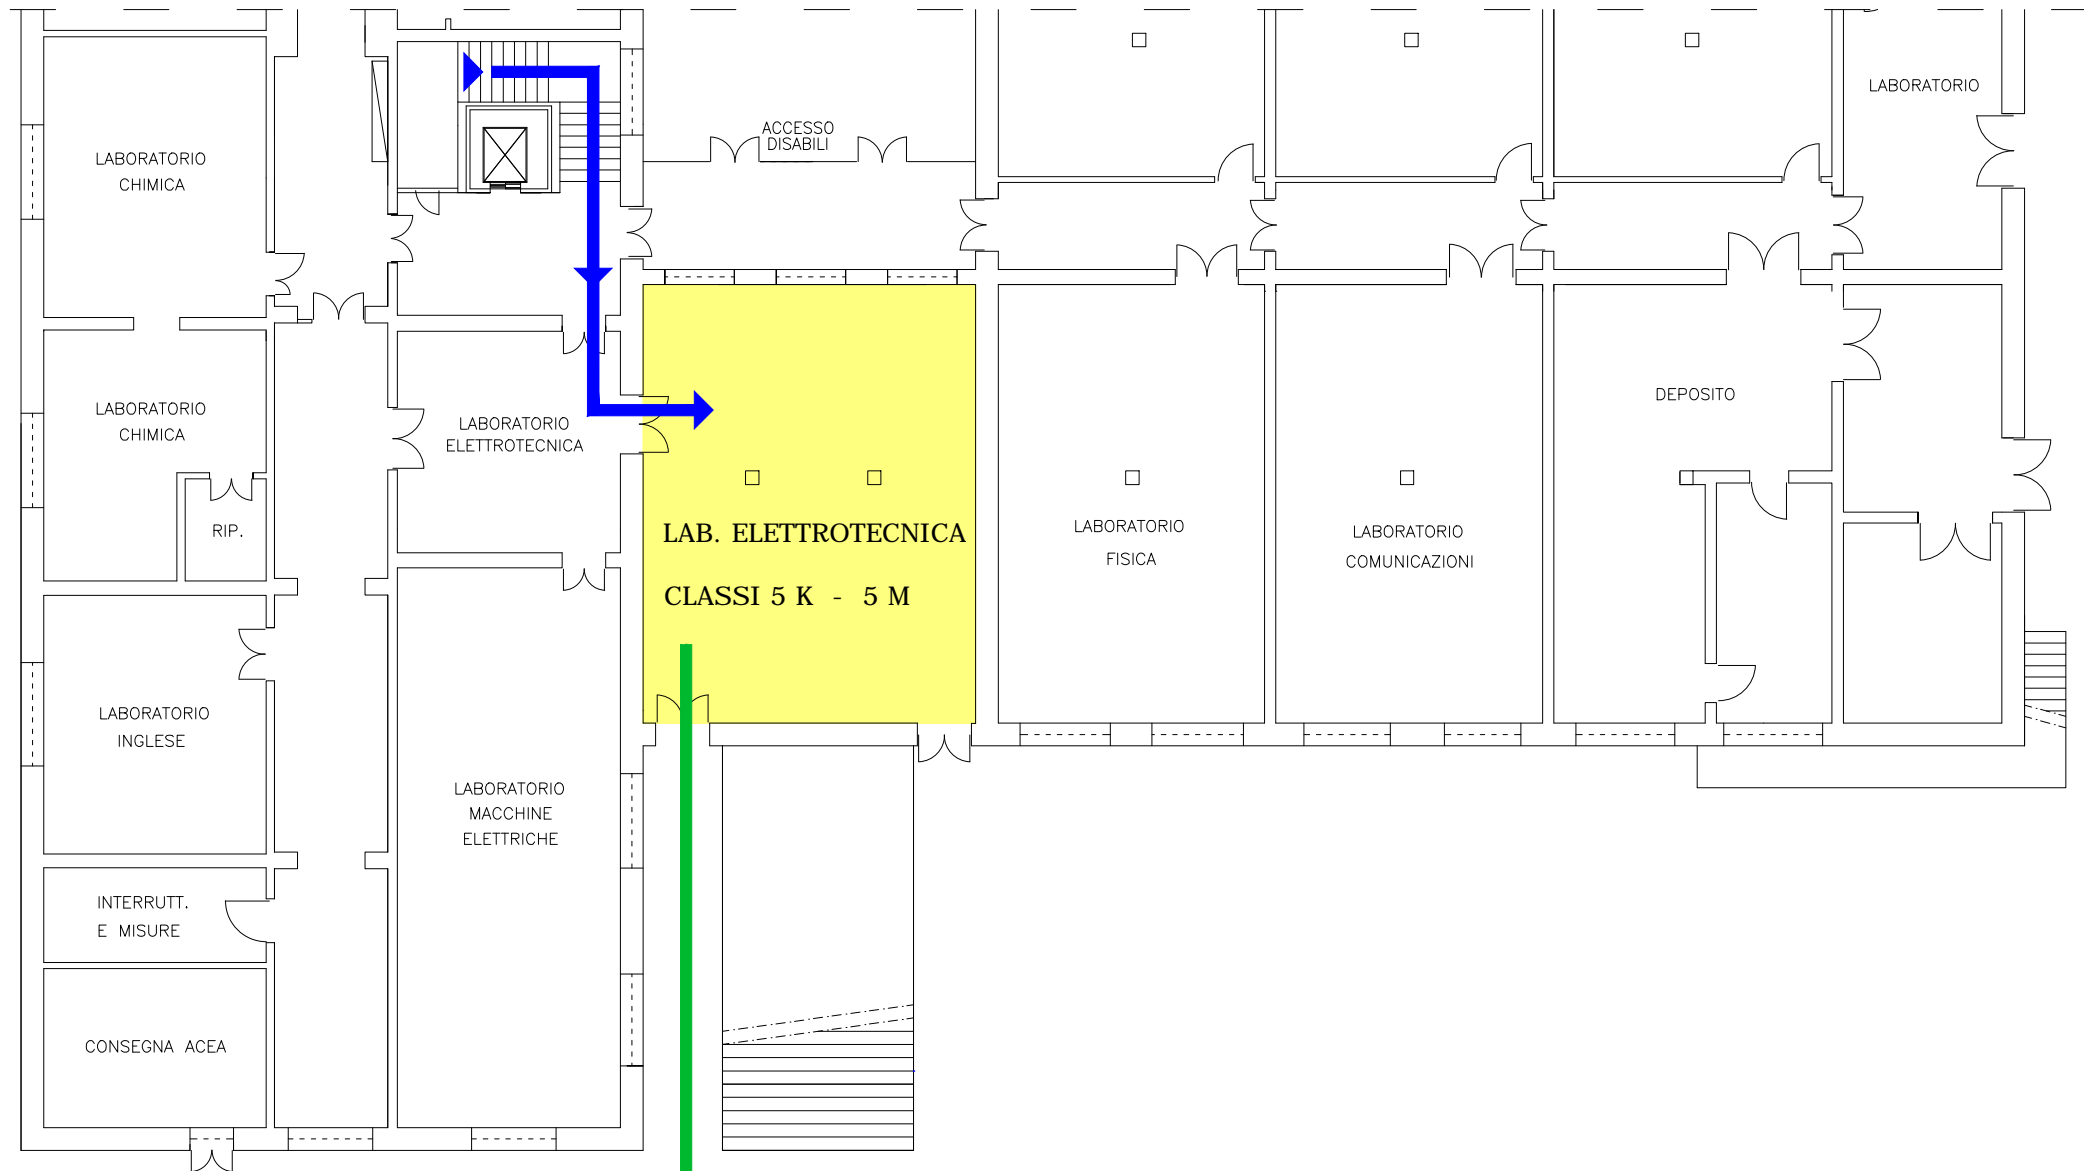 LABORATORIO
CHIMICA
ACCESSO
DISABILI
LABORATORIO
LABORATORIO
CHIMICA
LABORATORIO
ELETTROTECNICA
DEPOSITO
RIP.
LAB. ELETTROTECNICA
CLASSI 5 K - 5 M
LABORATORIO
FISICA
LABORATORIO
COMUNICAZIONI
LABORATORIO
INGLESE
LABORATORIO
MACCHINE
ELETTRICHE
INTERRUTT.
E MISURE
CONSEGNA ACEA